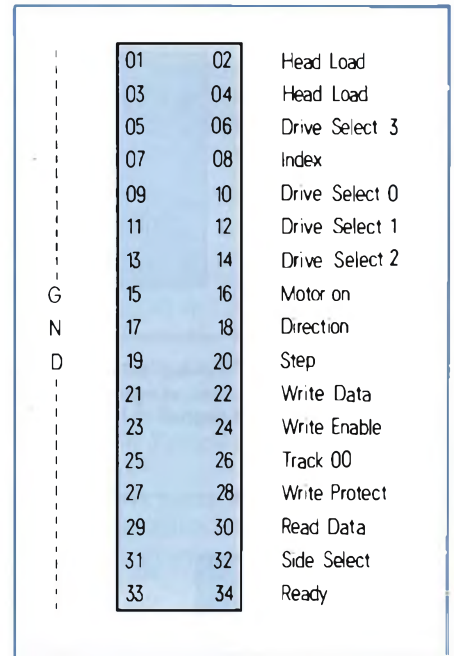 01 02 Head Load
03 04 Head Load
05 06 Drive Select 3
07 08 Index
09 10 Drive Select 0
11 12 Drive Select 1
13 14 Drive Select 2
G 15 16 Motor on
N 17 18 Direction
D 19 20 Step
21 22 Write Data
23 24 Write Enable
25 26 Track 00
27 28 Write Protect
29 30 Read Data
31 32 Side Select
33 34 Ready